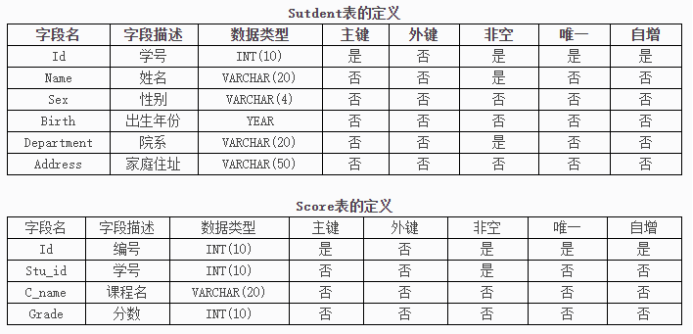 Sutdent表的定义
字段名 字段描述 数据类型 主键 外键 非空 唯一 自增
Id 学号 INT(10) 是 否 是 是 是
Name 姓名 VARCHAR(20) 否 否 是 否 否
Sex 性别 VARCHAR(4) 否 否 否 否 否
Birth 出生年份 YEAR 否 否 否 否 否
Department 院系 VARCHAR(20) 否 否 是 否 否
Address 家庭住址 VARCHAR(50) 否 否 否 否 否
Score表的定义
字段名 字段描述 数据类型 主键 外键 非空 唯一 自增
Id 编号 INT(10) 是 否 是 是 是
Stu_id 学号 INT(10) 否 否 是 否 否
C_name 课程名 VARCHAR(20) 否 否 否 否 否
Grade 分数 INT(10) 否 否 否 否 否